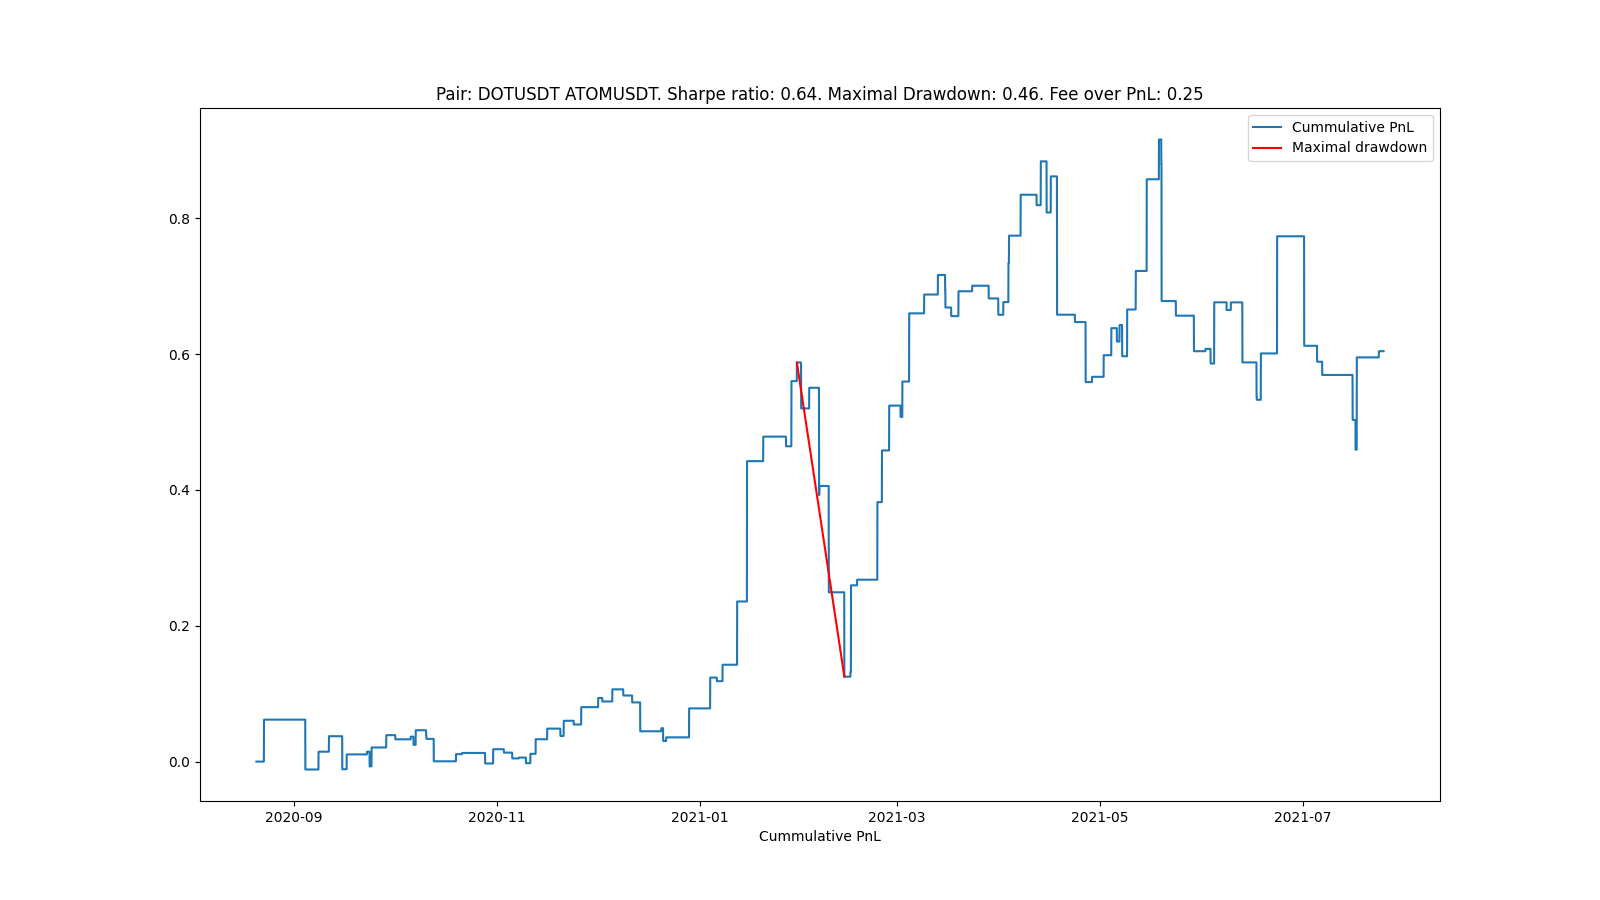 Pair: DOTUSDT ATOMUSDT. Sharpe ratio: 0.64. Maximal Drawdown: 0.46. Fee over PnL: 0.25
Cummulative PnL
Maximal drawdown
0.8
0.6
0.4
0.2
0.0
2020-09 2020-11 2021-01 2021-03 2021-05 2021-07
Cummulative PnL